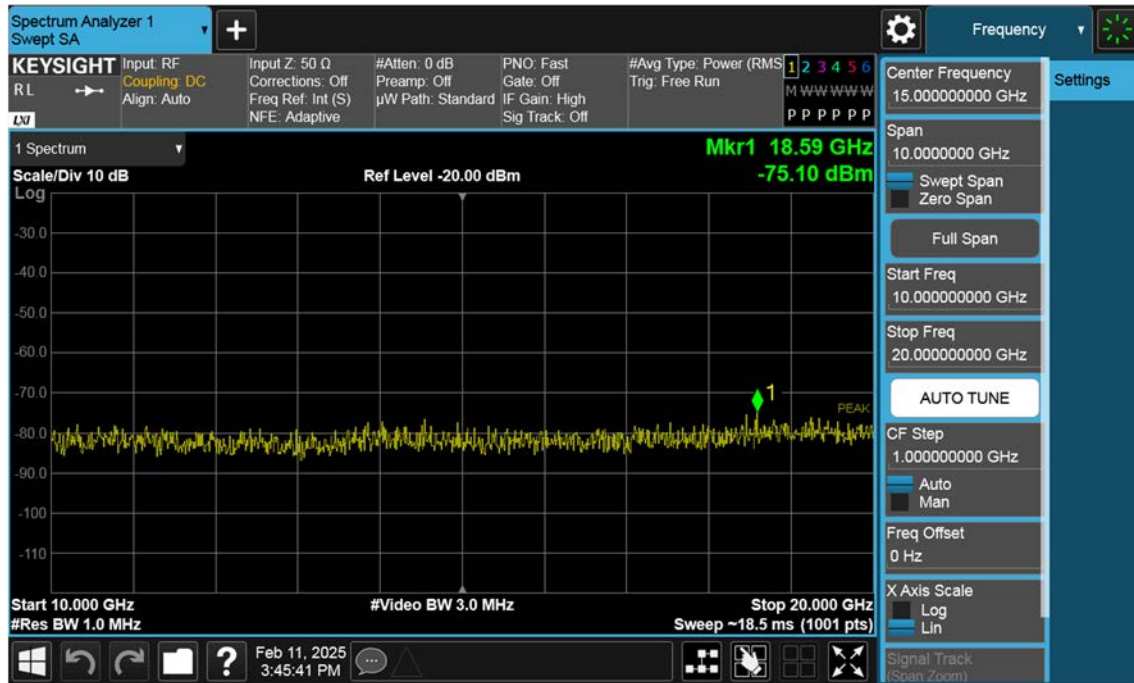 Spectrum Analyzer 1
Swept SA
+
Frequency
KEYSIGHT
RL
LXI
Input: RF
Coupling: DC
Align: Auto
Input Z: 50 Ω
Corrections: Off
Freq Ref: Int (S)
NFE: Adaptive
#Atten: 0 dB
Preamp: Off
µW Path: Standard
PNO: Fast
Gate: Off
IF Gain: High
Sig Track: Off
#Avg Type: Power (RMS
Trig: Free Run
1 2 3 4 5 6
M W W W W W
P P P P P P
1 Spectrum
Scale/Div 10 dB
Ref Level -20.00 dBm
Mkr1 18.59 GHz
-75.10 dBm
Log
-30.0
-40.0
-50.0
-60.0
-70.0
-80.0
-90.0
-100
-110
1
PEAK
Start 10.000 GHz
#Res BW 1.0 MHz
#Video BW 3.0 MHz
Stop 20.000 GHz
Sweep ~18.5 ms (1001 pts)
Center Frequency
15.000000000 GHz
Span
10.0000000 GHz
Swept Span
Zero Span
Full Span
Start Freq
10.000000000 GHz
Stop Freq
20.000000000 GHz
AUTO TUNE
CF Step
1.000000000 GHz
Auto
Man
Freq Offset
0 Hz
X Axis Scale
Log
Lin
Signal Track
(Span Zoom)
Settings
?
Feb 11, 2025
3:45:41 PM